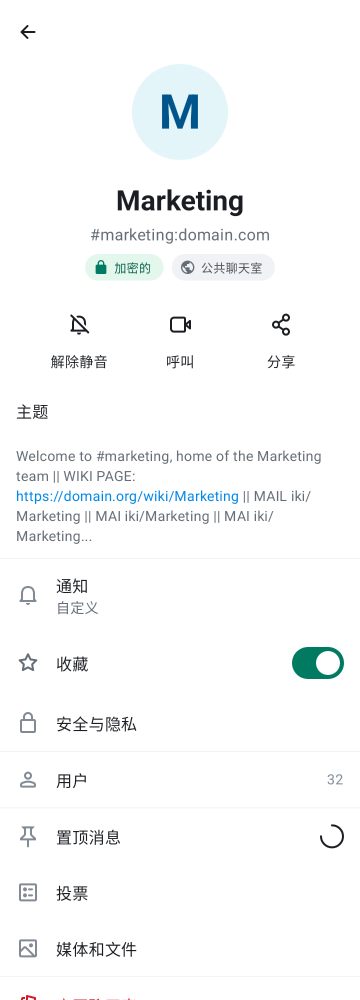 M
Marketing
#marketing:domain.com
加密的 公共聊天室
解除静音 呼叫 分享
主题
Welcome to #marketing, home of the Marketing
team || WIKI PAGE:
https://domain.org/wiki/Marketing || MAIL iki/
Marketing || MAI iki/Marketing || MAI iki/
Marketing...
通知
自定义
收藏
安全与隐私
用户 32
置顶消息
投票
媒体和文件